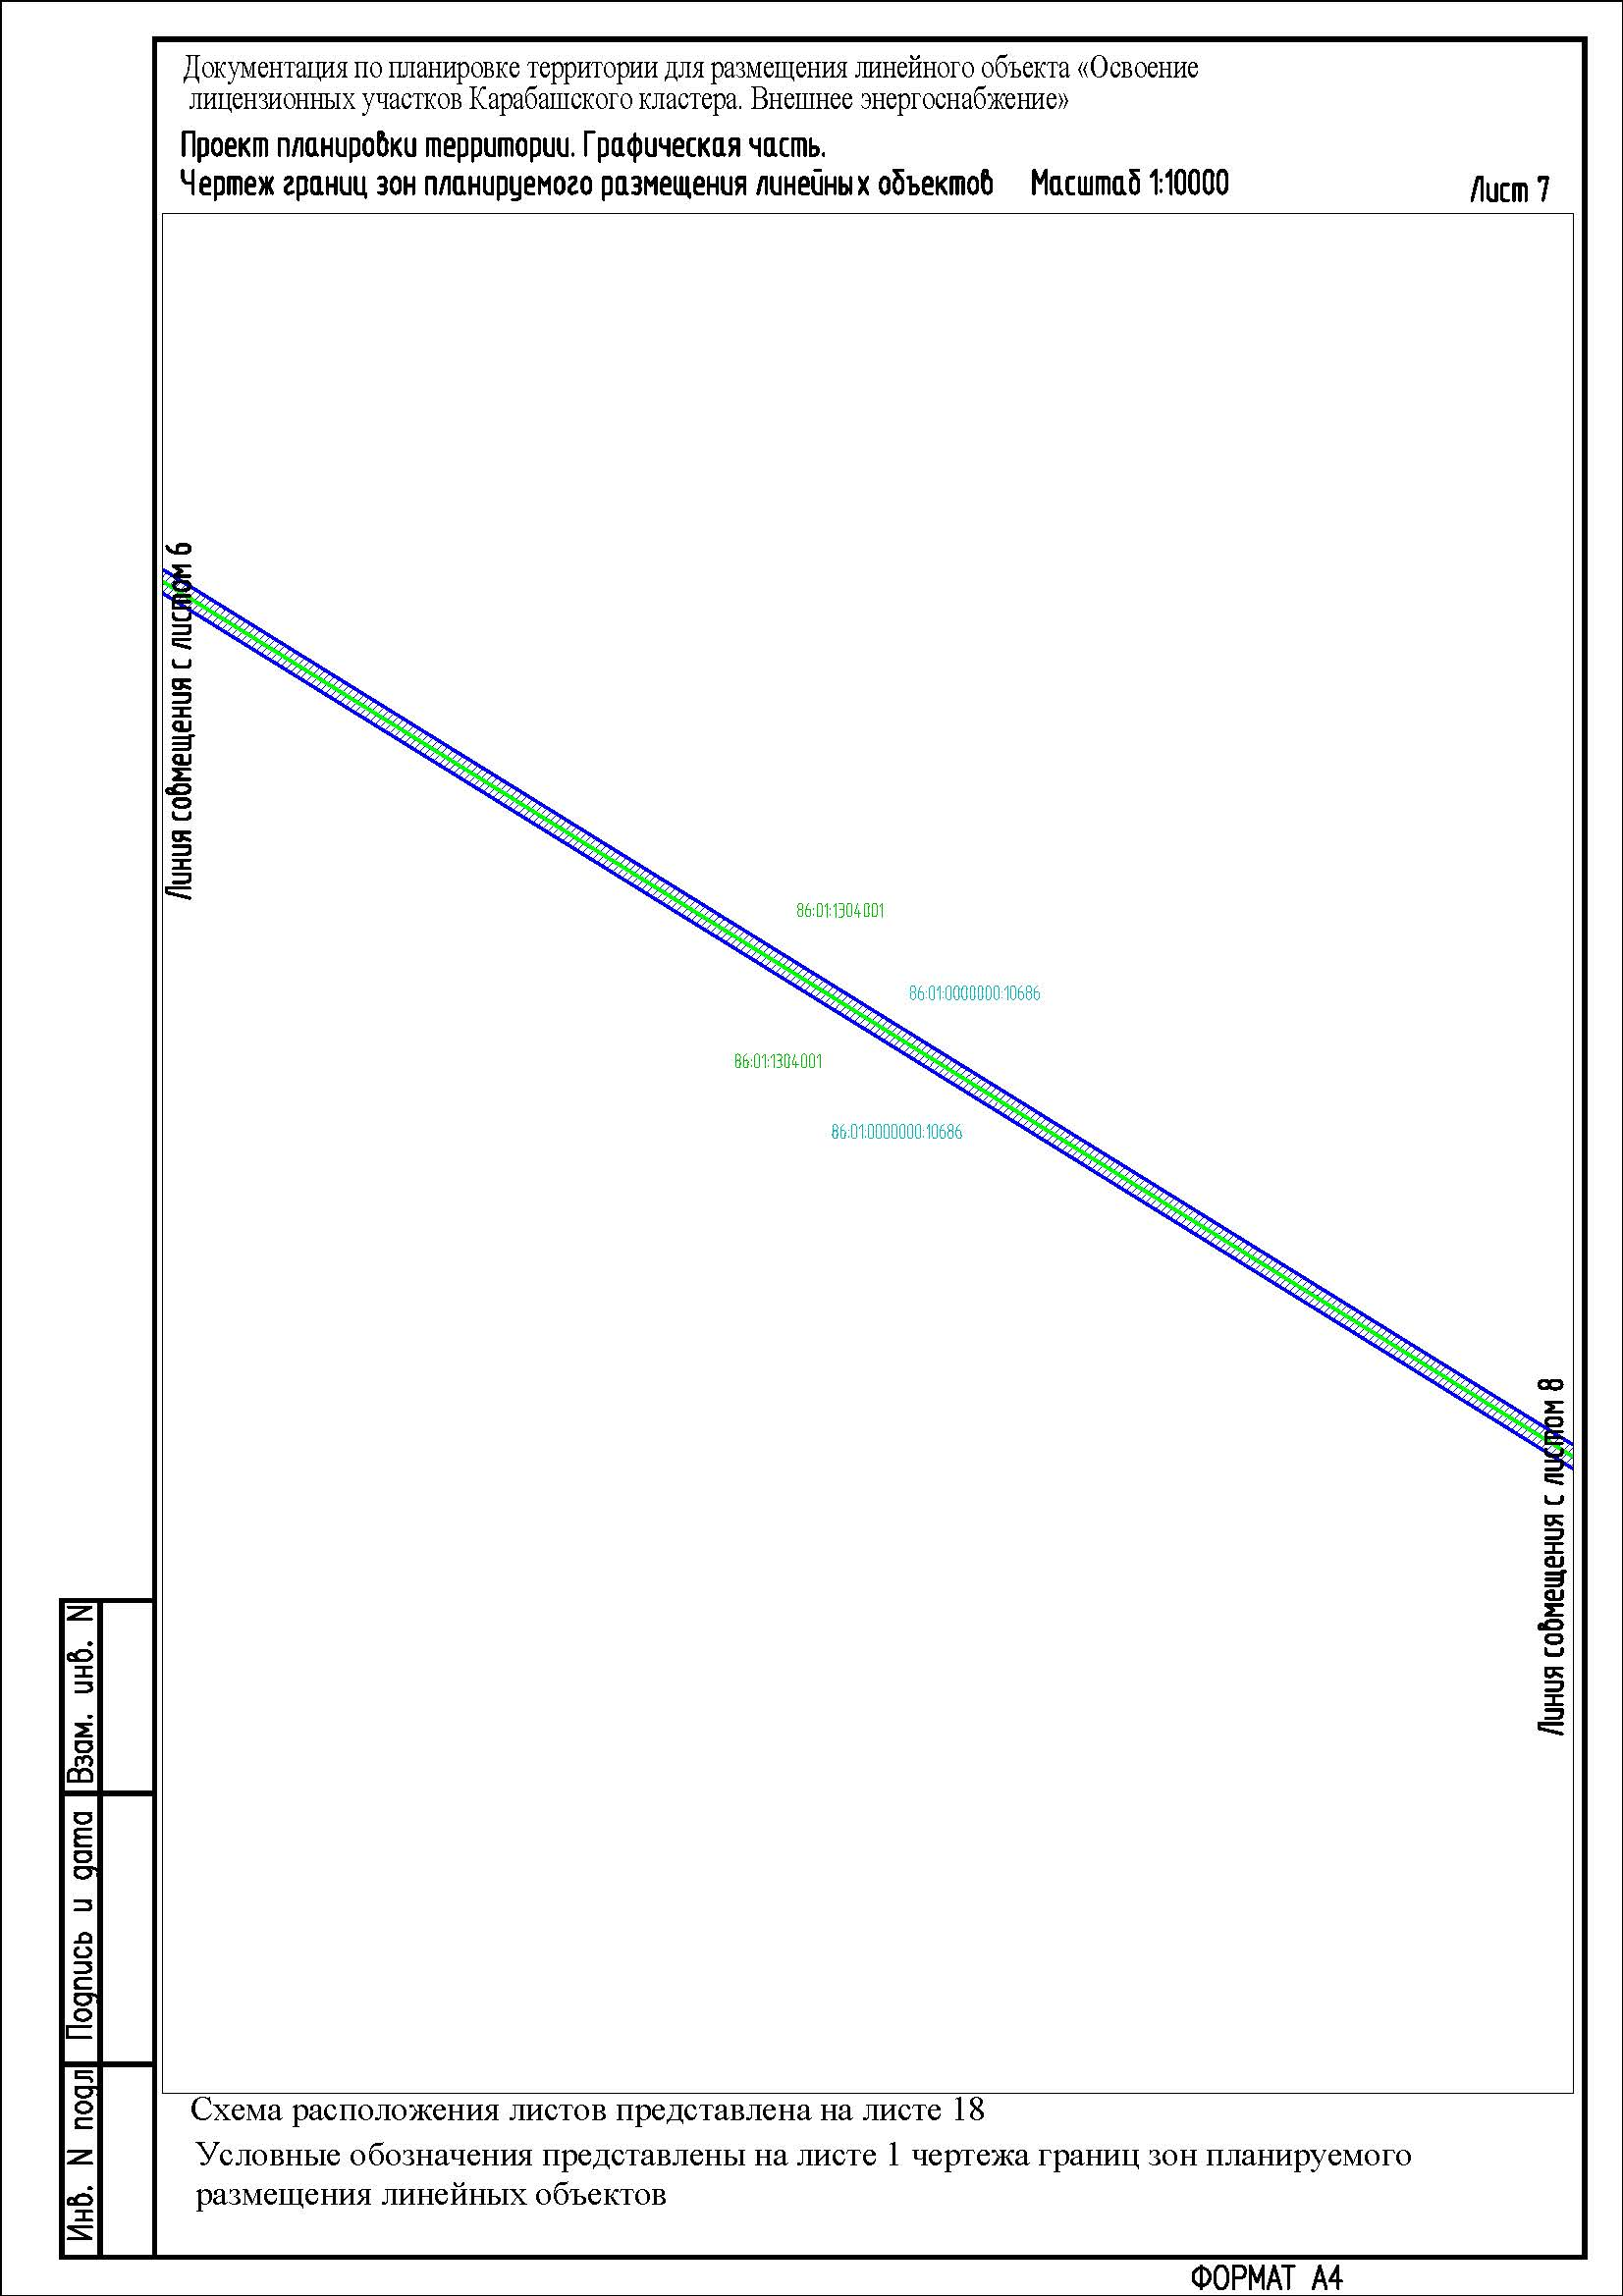 Документация по планировке территории для размещения линейного объекта «Освоение
лицензионных участков Карабашского кластера. Внешнее энергоснабжение»
Проект планировки территории. Графическая часть.
Чертеж границ зон планируемого размещения линейных объектов Масштаб 1:10000
Лист 7
Линия совмещения с листом 6
86:01:1304001
86:01:0000000:10686
86:01:1304001
86:01:0000000:10686
Линия совмещения с листом 8
Взам. инв. N
Подпись и дата
Инв. N подл
Схема расположения листов представлена на листе 18
Условные обозначения представлены на листе 1 чертежа границ зон планируемого
размещения линейных объектов
ФОРМАТ А4